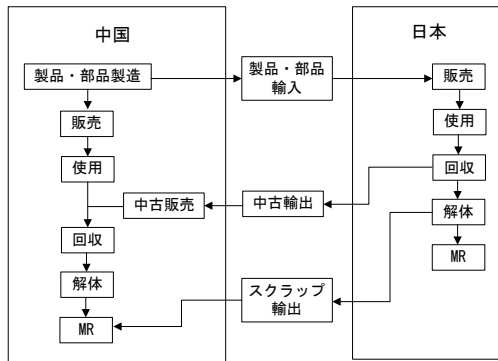 中国
製品・部品製造
販売
使用
中古販売
回収
解体
MR
製品・部品
輸入
中古輸出
スクラップ
輸出
日本
販売
使用
回収
解体
MR